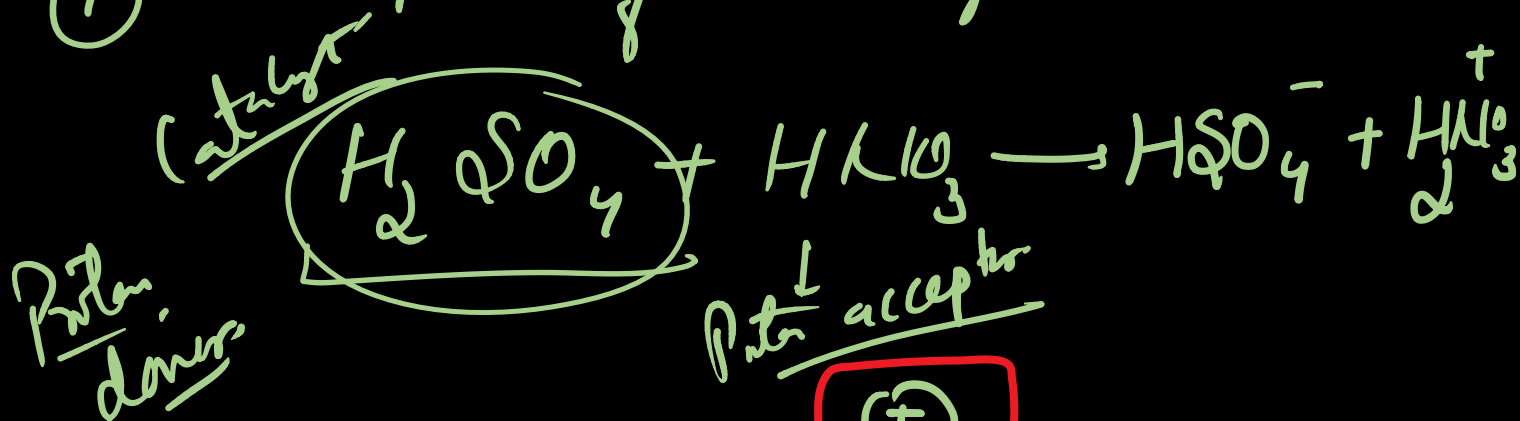 Catalyst
H₂SO₄ + HNO₃ → HSO₄⁻ + H₂NO₃⁺
Proton donor
↓
Proton acceptor
+